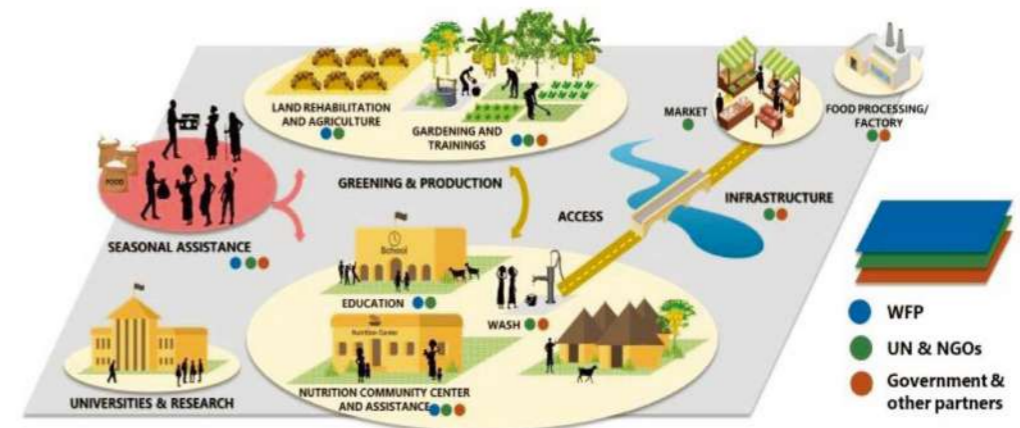 LAND REHABILITATION
AND AGRICULTURE
GARDENING AND
TRAININGS
MARKET
FOOD PROCESSING/
FACTORY
FOOD
GREENING & PRODUCTION
ACCESS
INFRASTRUCTURE
SEASONAL ASSISTANCE
School
EDUCATION
WASH
Nutrition Center
NUTRITION COMMUNITY CENTER
AND ASSISTANCE
UNIVERSITIES & RESEARCH
WFP
UN & NGOs
Government &
other partners